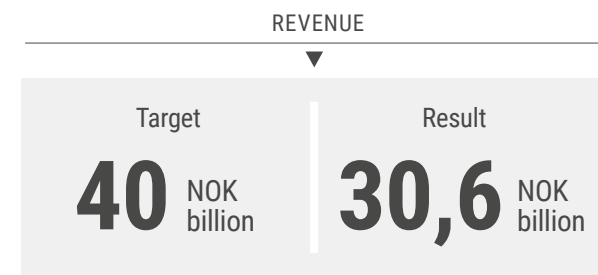 REVENUE
Target
40 NOK billion
Result
30,6 NOK billion